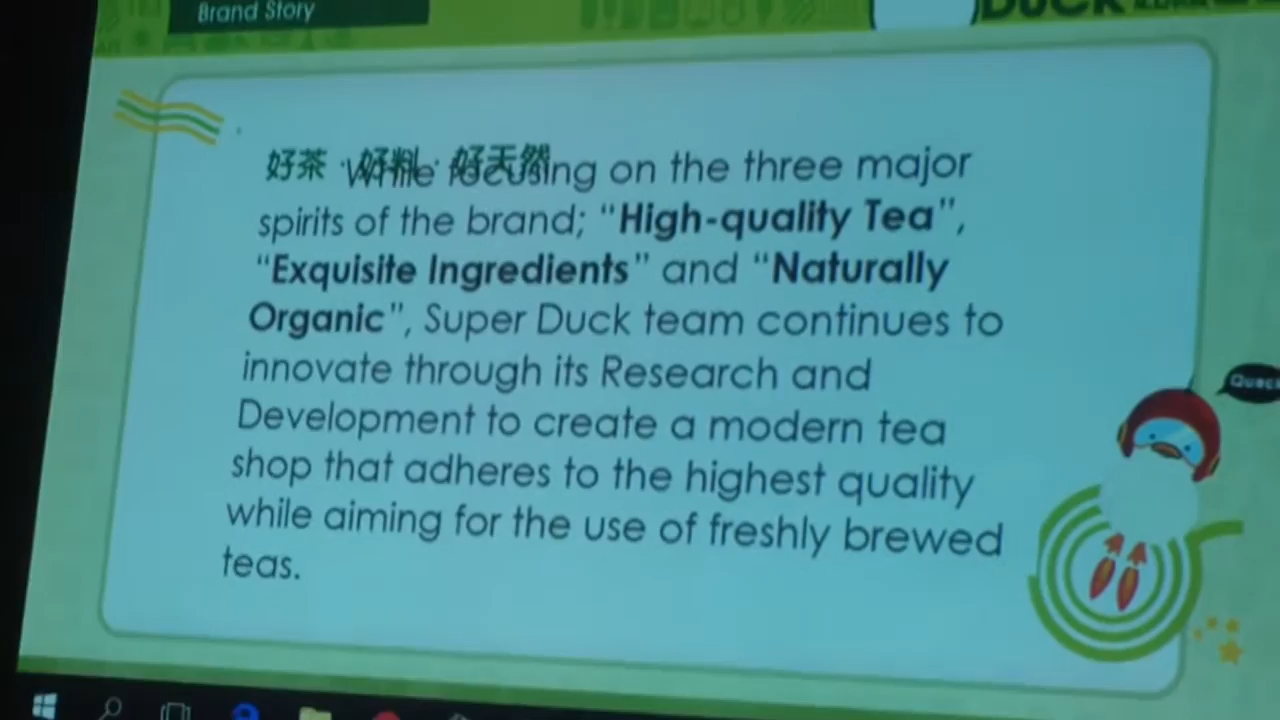 Brand Story
DUCK
好茶·好料·好天然
While focusing on the three major
spirits of the brand; “High-quality Tea”,
“Exquisite Ingredients” and “Naturally
Organic”, Super Duck team continues to
innovate through its Research and
Development to create a modern tea
shop that adheres to the highest quality
while aiming for the use of freshly brewed
teas.